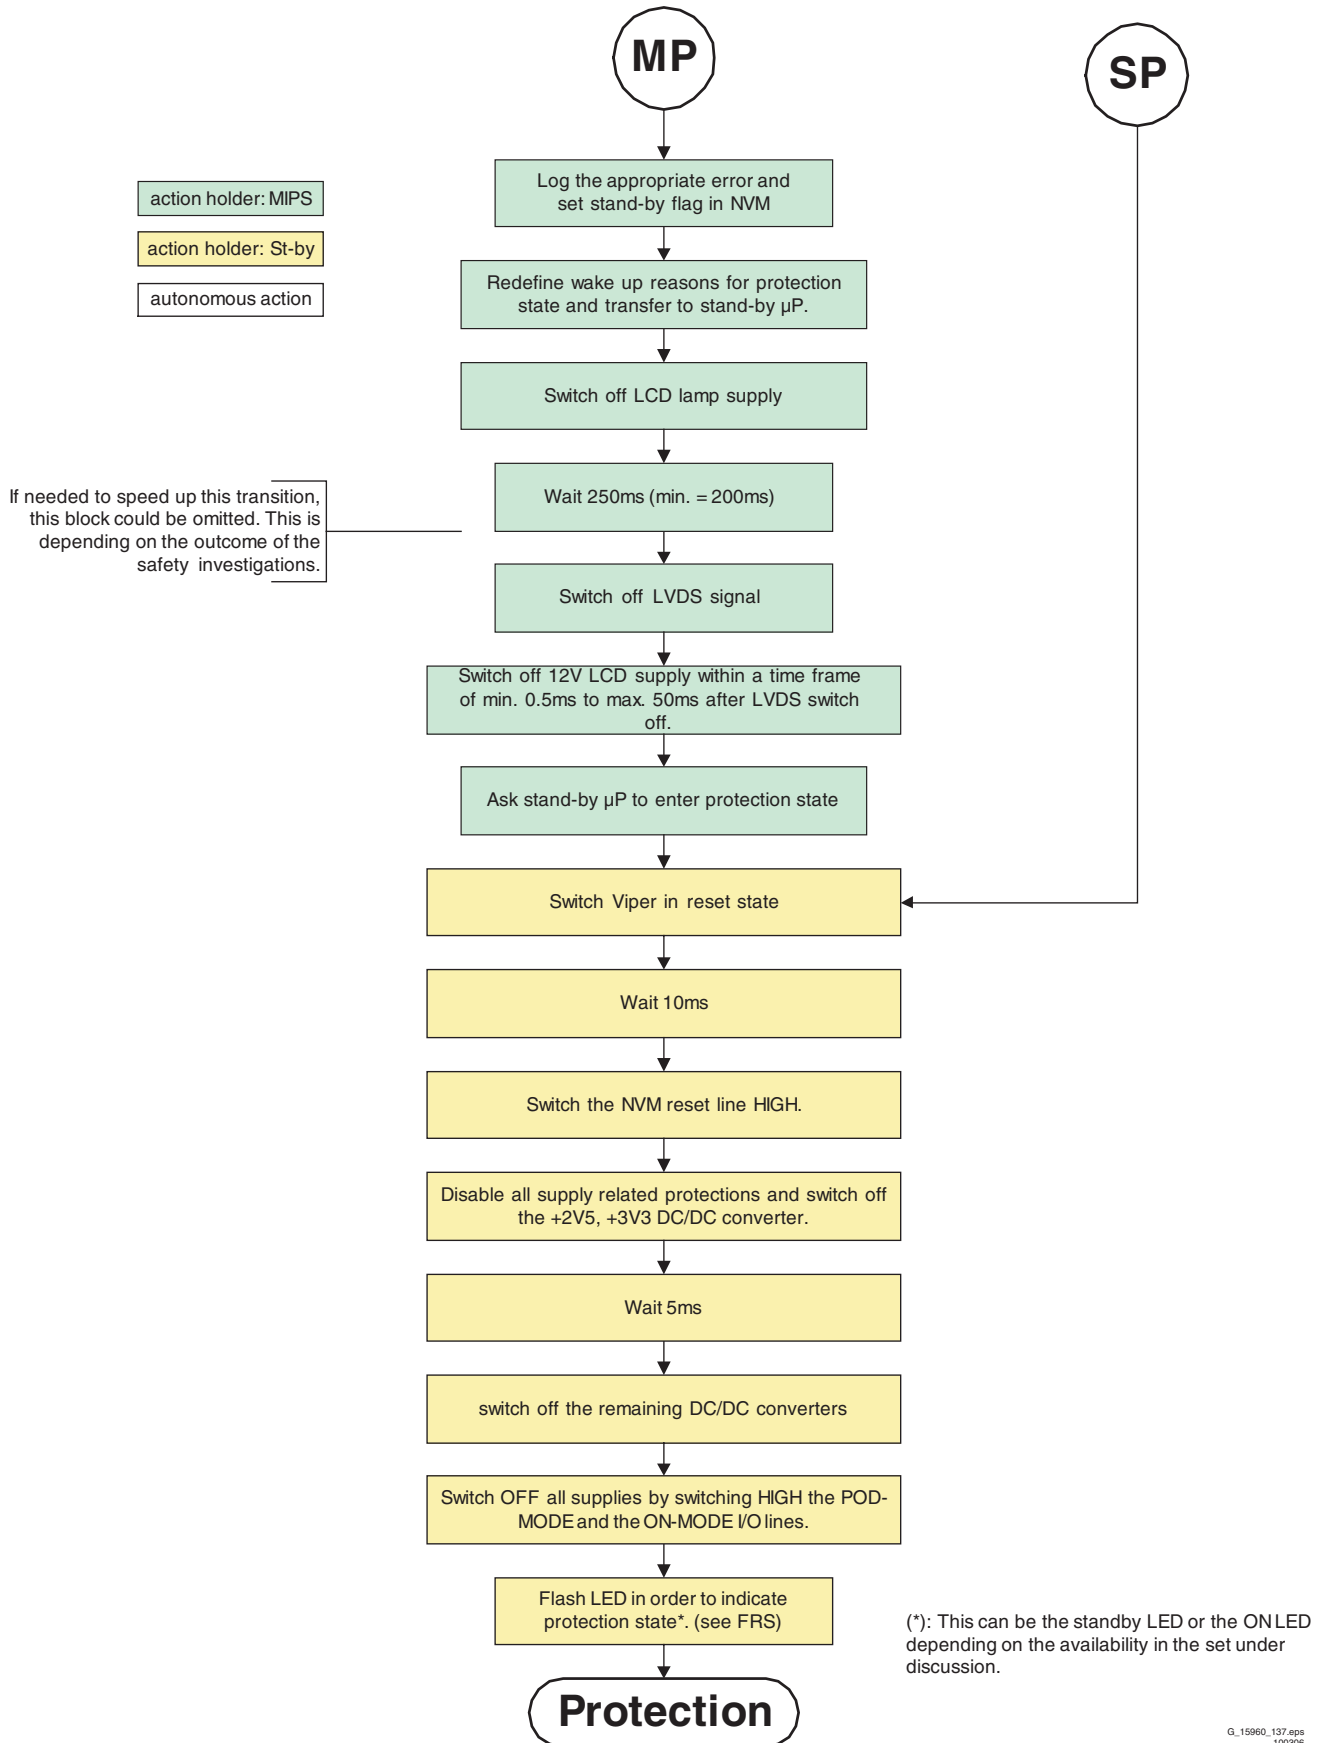 MP
SP
action holder: MIPS
action holder: St-by
autonomous action
Log the appropriate error and
set stand-by flag in NVM
Redefine wake up reasons for protection
state and transfer to stand-by µP.
Switch off LCD lamp supply
If needed to speed up this transition,
this block could be omitted. This is
depending on the outcome of the
safety investigations.
Wait 250ms (min. = 200ms)
Switch off LVDS signal
Switch off 12V LCD supply within a time frame
of min. 0.5ms to max. 50ms after LVDS switch
off.
Ask stand-by µP to enter protection state
Switch Viper in reset state
Wait 10ms
Switch the NVM reset line HIGH.
Disable all supply related protections and switch off
the +2V5, +3V3 DC/DC converter.
Wait 5ms
switch off the remaining DC/DC converters
Switch OFF all supplies by switching HIGH the POD-
MODE and the ON-MODE I/O lines.
Flash LED in order to indicate
protection state*. (see FRS)
(*): This can be the standby LED or the ON LED
depending on the availability in the set under
discussion.
Protection
G_15960_137.eps
100306